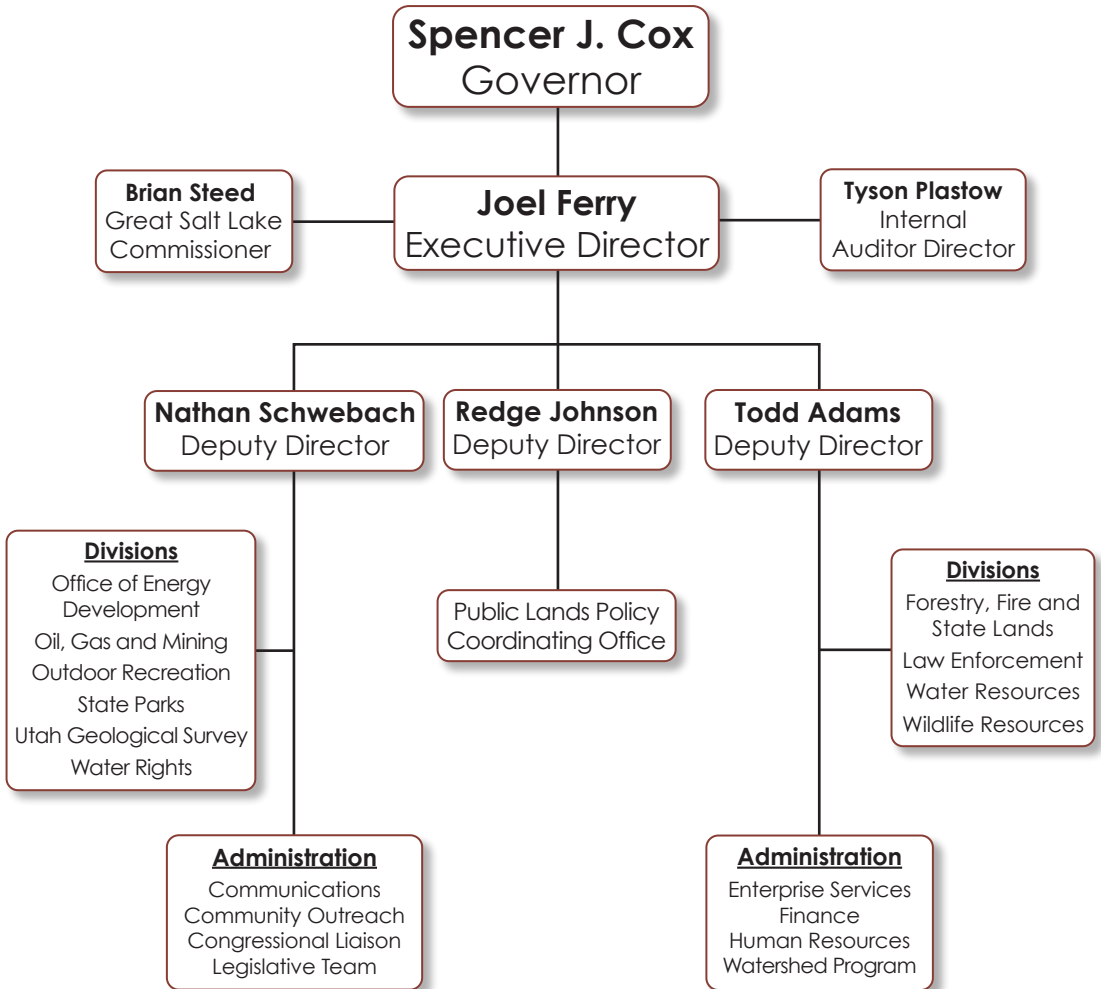 Spencer J. Cox
Governor
Brian Steed
Great Salt Lake
Commissioner
Joel Ferry
Executive Director
Tyson Plastow
Internal
Auditor Director
Nathan Schwebach
Deputy Director
Redge Johnson
Deputy Director
Todd Adams
Deputy Director
Divisions
Office of Energy
Development
Oil, Gas and Mining
Outdoor Recreation
State Parks
Utah Geological Survey
Water Rights
Public Lands Policy
Coordinating Office
Divisions
Forestry, Fire and
State Lands
Law Enforcement
Water Resources
Wildlife Resources
Administration
Communications
Community Outreach
Congressional Liaison
Legislative Team
Administration
Enterprise Services
Finance
Human Resources
Watershed Program